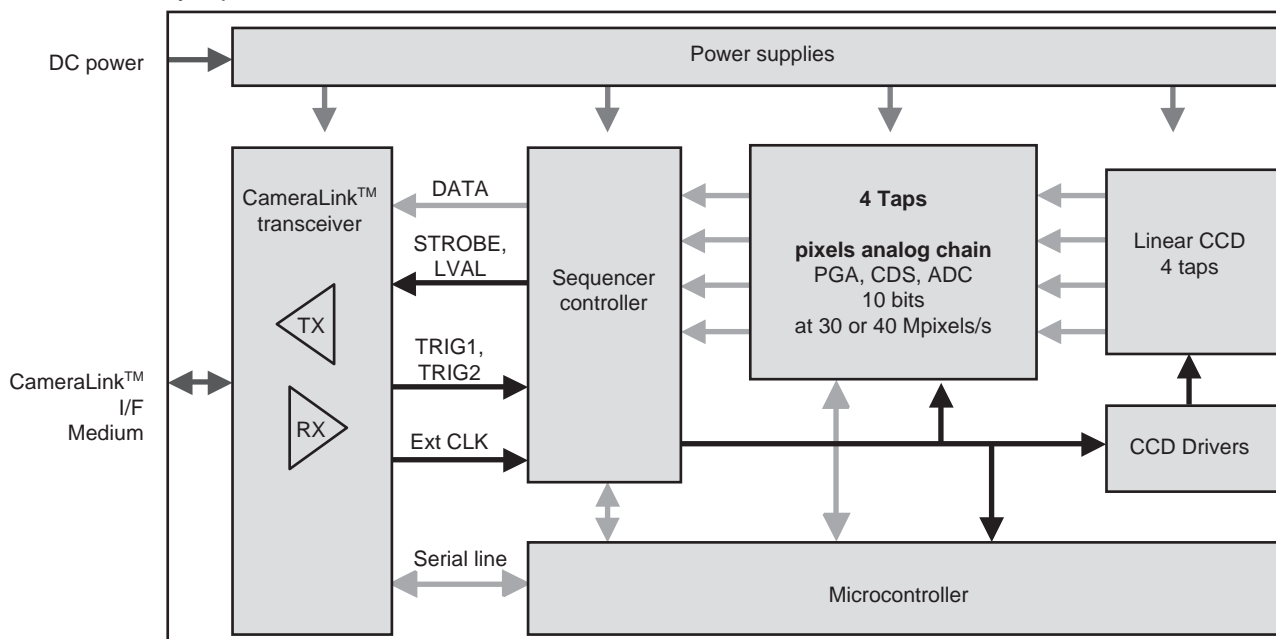 DC power
Power supplies
CameraLink™
transceiver
DATA
STROBE,
LVAL
TX
TRIG1,
TRIG2
RX
Ext CLK
Serial line
Sequencer
controller
4 Taps
pixels analog chain
PGA, CDS, ADC
10 bits
at 30 or 40 Mpixels/s
Linear CCD
4 taps
CCD Drivers
Microcontroller
CameraLink™
I/F
Medium